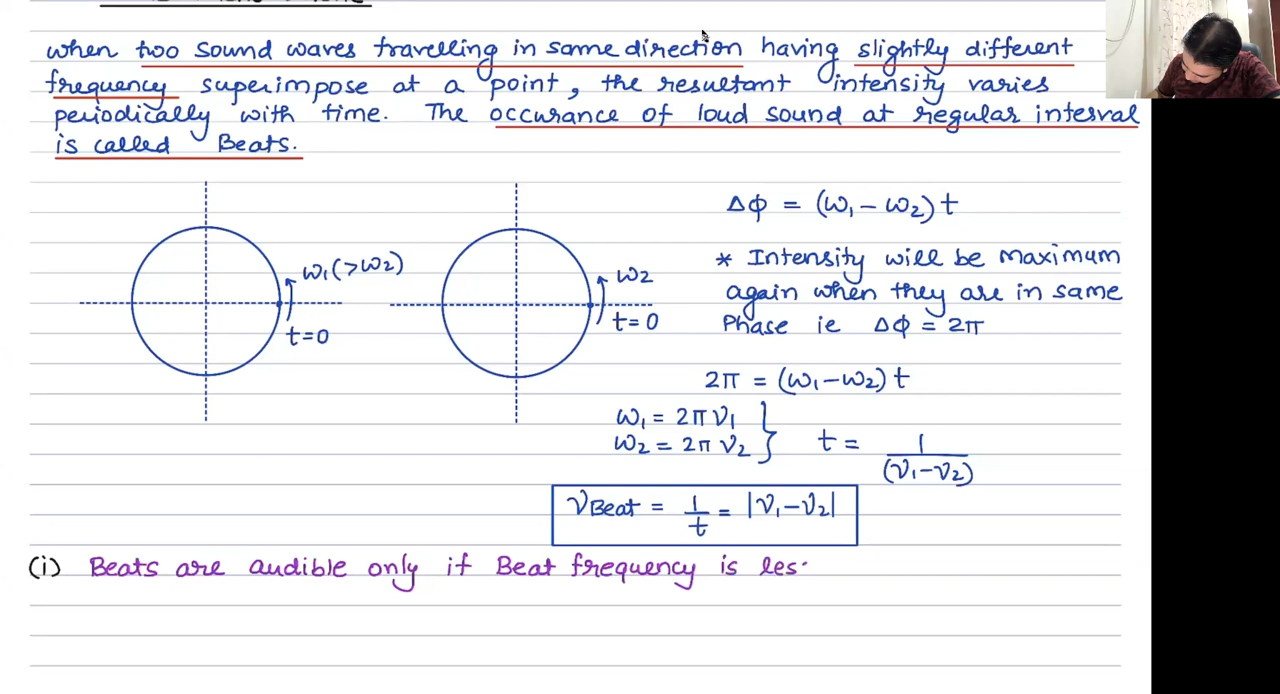 when two sound waves travelling in same direction having slightly different
frequency superimpose at a point, the resultant intensity varies
periodically with time. The occurance of loud sound at regular interval
is called Beats.
Δφ = (ω₁ - ω₂) t
ω₁ (>ω₂)
t=0
ω₂
t=0
* Intensity will be maximum
again when they are in same
Phase ie Δφ = 2π
2π = (ω₁-ω₂) t
ω₁ = 2π ν₁
ω₂ = 2π ν₂
t = 1/(ν₁-ν₂)
νBeat = 1/t = |ν₁-ν₂|
(i) Beats are audible only if Beat frequency is les